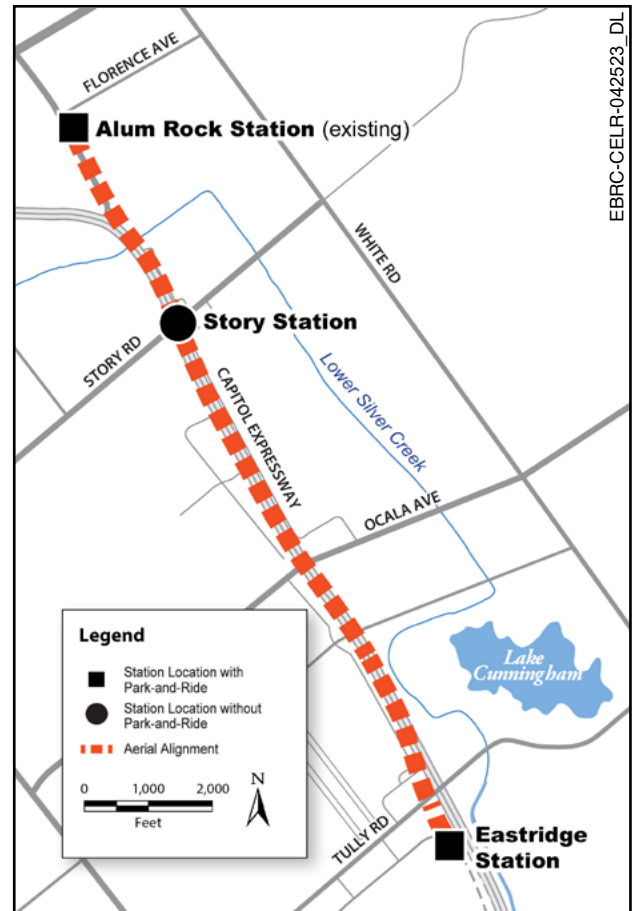 EBRC-CELR-042523_DL
FLORENCE AVE
Alum Rock Station (existing)
WHITE RD
Story Station
STORY RD
CAPITOL EXPRESSWAY
Lower Silver Creek
OCALA AVE
Lake
Cunningham
Legend
Station Location with
Park-and-Ride
Station Location without
Park-and-Ride
Aerial Alignment
0 1,000 2,000
Feet
N
TULLY RD
Eastridge
Station